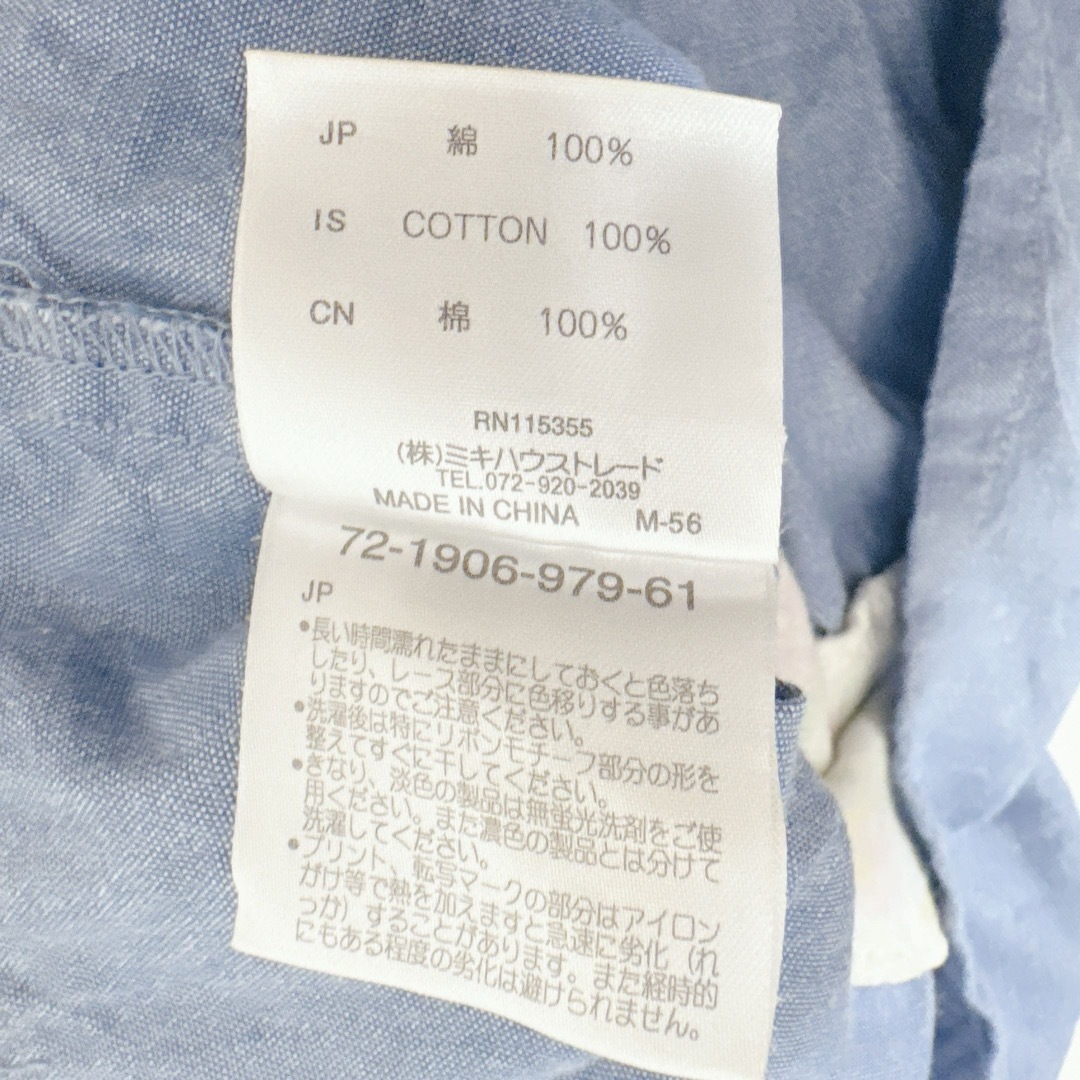 JP 綿 100%
IS COTTON 100%
CN 棉 100%
RN115355
(株)ミキハウストレード
TEL.072-920-2039
MADE IN CHINA M-56
72-1906-979-61
JP
•長い時間濡れたままにしておくと色落ち
したり、レース部分に色移りする事があ
りますのでご注意ください。
•洗濯後は特にリボンモチーフ部分の形を
整えてすぐに干してください。
•きなり、淡色の製品は無蛍光洗剤をご使
用ください。また濃色の製品とは分けて
洗濯してください。
•プリント、転写マークの部分はアイロン
がけ等で熱を加えますと急速に劣化（れ
っか）することがあります。また経時的
にもある程度の劣化は避けられません。